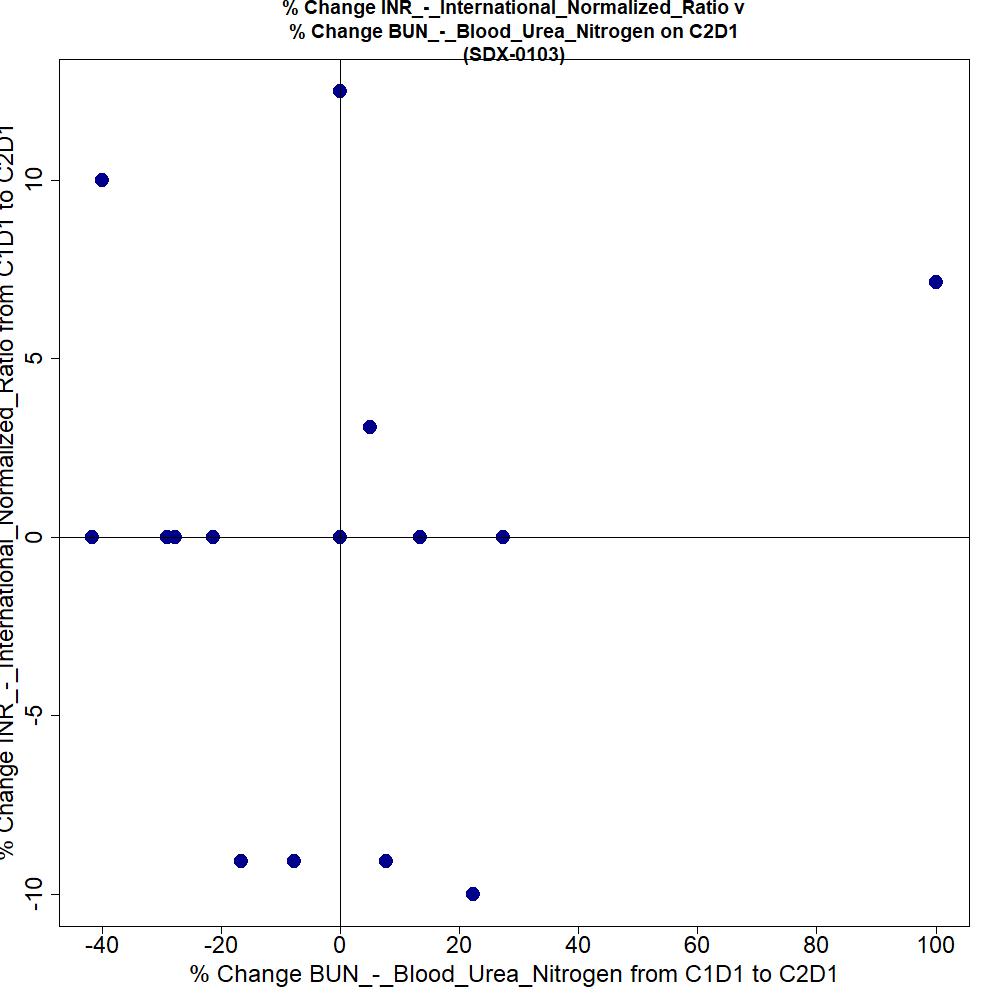 % Change INR_-_International_Normalized_Ratio v
% Change BUN_-_Blood_Urea_Nitrogen on C2D1
(SDX-0103)
% Change INR_-_International_Normalized_Ratio from C1D1 to C2D1
10
5
0
-5
-10
-40 -20 0 20 40 60 80 100
% Change BUN_-_Blood_Urea_Nitrogen from C1D1 to C2D1